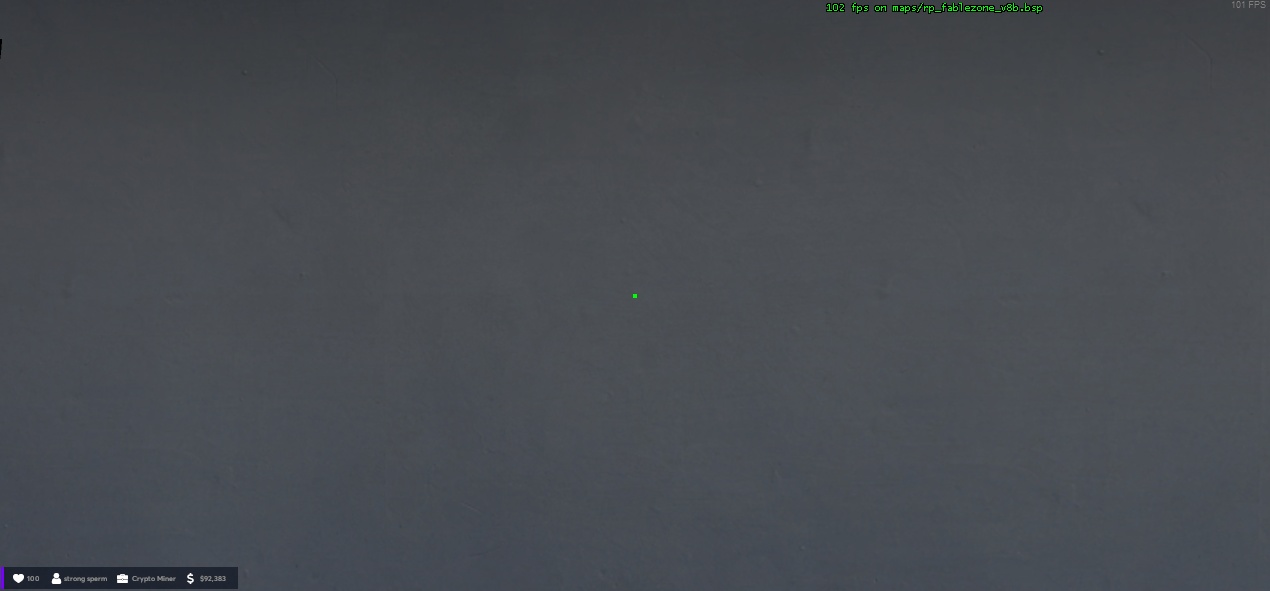 102 fps on maps/rp_fablezone_v8b.bsp
101 FPS
100 strong sperm Crypto Miner $92,383